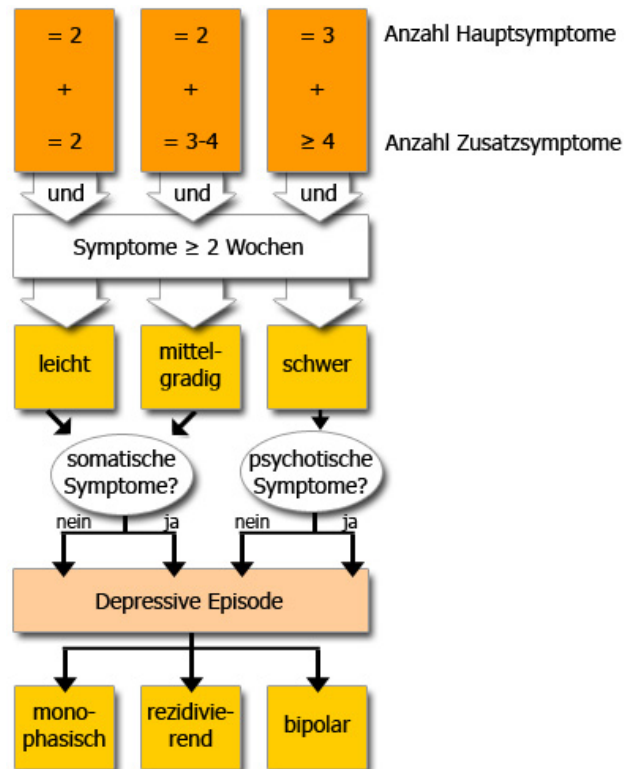 = 2 = 2 = 3 Anzahl Hauptsymptome
+ + +
= 2 = 3-4 ≥ 4 Anzahl Zusatzsymptome
und und und
Symptome ≥ 2 Wochen
leicht
mittel-
gradig
schwer
somatische
Symptome?
psychotische
Symptome?
nein ja nein ja
Depressive Episode
mono-
phasisch
rezidivie-
rend
bipolar